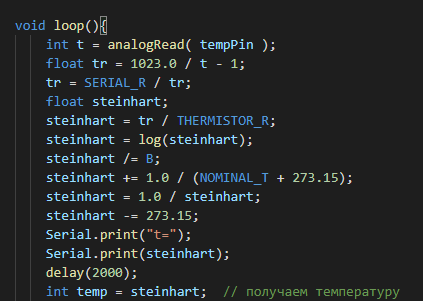 void loop(){
int t = analogRead( tempPin );
float tr = 1023.0 / t - 1;
tr = SERIAL_R / tr;
float steinhart;
steinhart = tr / THERMISTOR_R;
steinhart = log(steinhart);
steinhart /= B;
steinhart += 1.0 / (NOMINAL_T + 273.15);
steinhart = 1.0 / steinhart;
steinhart -= 273.15;
Serial.print("t=");
Serial.print(steinhart);
delay(2000);
int temp = steinhart;  // получаем температуру